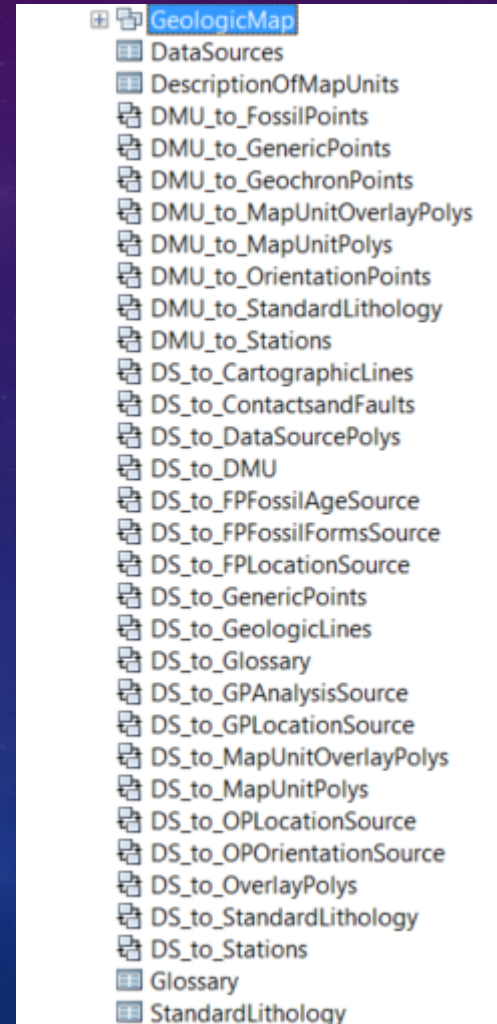 GeologicMap
DataSources
DescriptionOfMapUnits
DMU_to_FossilPoints
DMU_to_GenericPoints
DMU_to_GeochronPoints
DMU_to_MapUnitOverlayPolys
DMU_to_MapUnitPolys
DMU_to_OrientationPoints
DMU_to_StandardLithology
DMU_to_Stations
DS_to_CartographicLines
DS_to_ContactsandFaults
DS_to_DataSourcePolys
DS_to_DMU
DS_to_FPFossilAgeSource
DS_to_FPFossilFormsSource
DS_to_FPLocationSource
DS_to_GenericPoints
DS_to_GeologicLines
DS_to_Glossary
DS_to_GPAnalysisSource
DS_to_GPLocationSource
DS_to_MapUnitOverlayPolys
DS_to_MapUnitPolys
DS_to_OPLocationSource
DS_to_OPOrientationSource
DS_to_OverlayPolys
DS_to_StandardLithology
DS_to_Stations
Glossary
StandardLithology